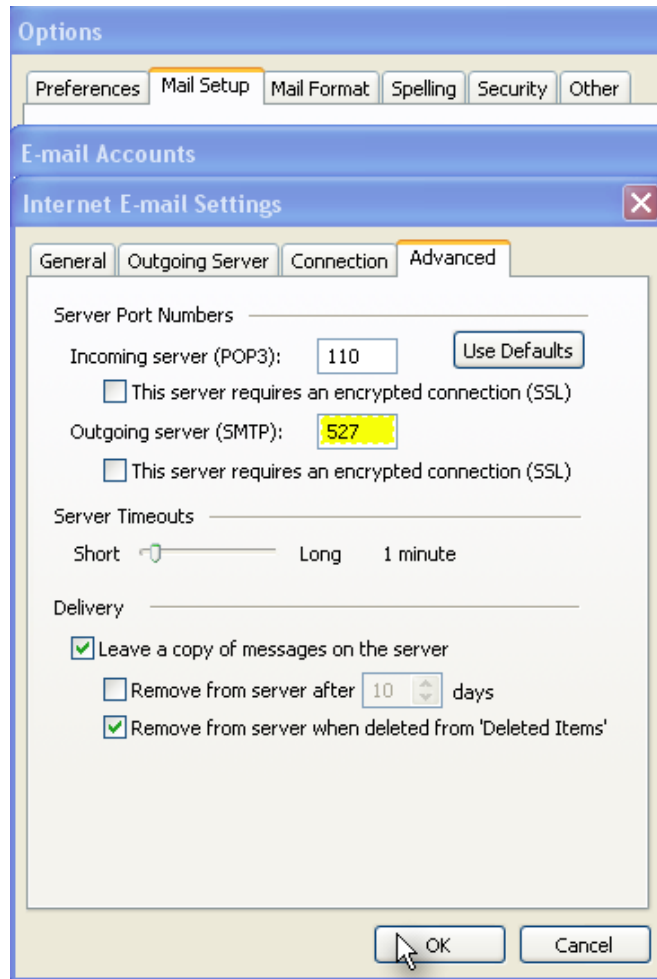 Options
Preferences Mail Setup Mail Format Spelling Security Other
E-mail Accounts
Internet E-mail Settings
General Outgoing Server Connection Advanced
Server Port Numbers
Incoming server (POP3): 110 Use Defaults
This server requires an encrypted connection (SSL)
Outgoing server (SMTP): 527
This server requires an encrypted connection (SSL)
Server Timeouts
Short Long 1 minute
Delivery
Leave a copy of messages on the server
Remove from server after 10 days
Remove from server when deleted from 'Deleted Items'
OK Cancel